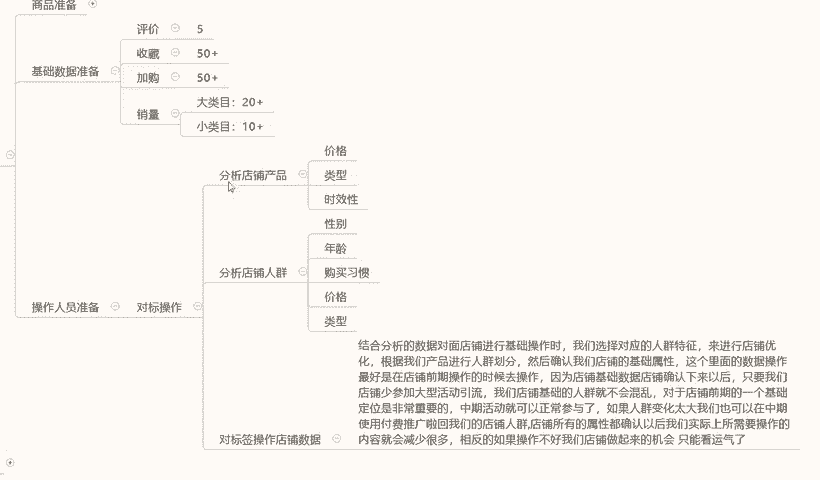 商品准备
评价 5
收藏 50+
基础数据准备
加购 50+
大类目：20+
销量
小类目：10+
价格
分析店铺产品 类型
时效性
性别
年龄
分析店铺人群 购买习惯
价格
操作人员准备 对标操作
类型
结合分析的数据对面店铺进行基础操作时，我们选择对应的人群特征，来进行店铺优
化，根据我们产品进行人群划分，然后确认我们店铺的基础属性，这个里面的数据操作
最好是在店铺前期操作的时候去操作，因为店铺基础数据店铺确认下来以后，只要我们
店铺少参加大型活动引流，我们店铺基础的人群就不会混乱，对于店铺前期的一个基础
定位是非常重要的，中期活动就可以正常参与了，如果人群变化太大我们也可以在中期
使用付费推广啦回我们的店铺人群,店铺所有的属性都确认以后我们实际上所需要操作的
对标签操作店铺数据 内容就会减少很多，相反的如果操作不好我们店铺做起来的机会 只能看运气了